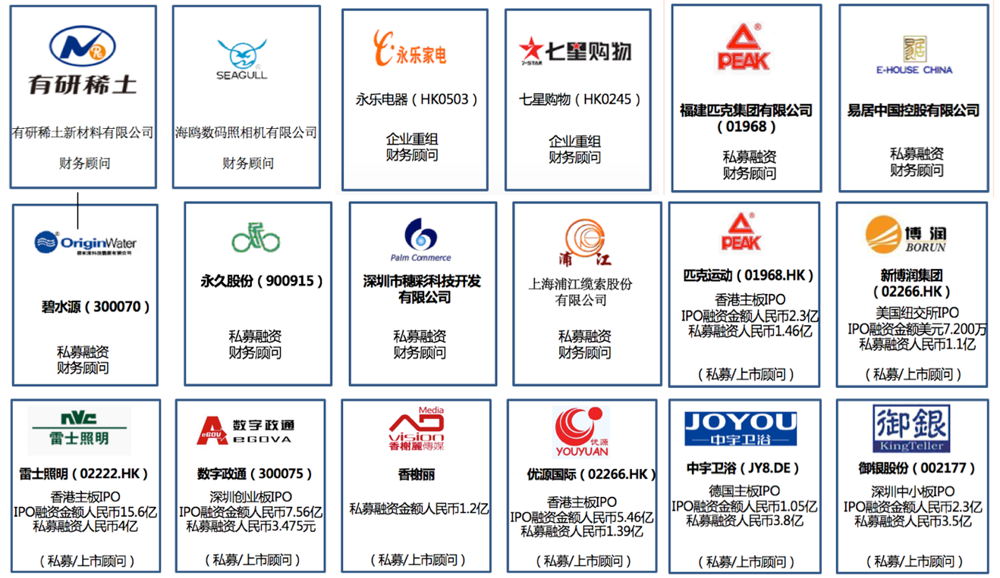 N RE
有研稀土
有研稀土新材料有限公司
财务顾问
SEAGULL
海鸥数码照相机有限公司
财务顾问
永乐家电
永乐电器（HK0503）
企业重组
财务顾问
7-STAR 七星购物
七星购物（HK0245）
企业重组
财务顾问
PEAK
福建匹克集团有限公司
（01968）
私募融资
财务顾问
易居
E-HOUSE CHINA
易居中国控股有限公司
私募融资
财务顾问
OriginWater
碧水源（300070）
私募融资
财务顾问
永久股份（900915）
私募融资
财务顾问
Palm Commerce
深圳市穗彩科技开发
有限公司
私募融资
财务顾问
浦江
上海浦江缆索股份
有限公司
私募融资
财务顾问
PEAK
匹克运动（01968.HK）
香港主板IPO
IPO融资金额人民币2.3亿
私募融资人民币1.46亿
（私募/上市顾问）
博润
BORUN
新博润集团
（02266.HK）
美国纽交所IPO
IPO融资金额美元7.200万
私募融资人民币1.1亿
（私募/上市顾问）
nvc
雷士照明
雷士照明（02222.HK）
香港主板IPO
IPO融资金额人民币15.6亿
私募融资人民币4亿
（私募/上市顾问）
eGOV 数字政通
eGOVA
数字政通（300075）
深圳创业板IPO
IPO融资金额人民币7.56亿
私募融资人民币3.475元
（私募/上市顾问）
Media
vision
香榭麗傳媒
香榭丽
私募融资金额人民币1.2亿
（私募/上市顾问）
优源
YOUYUAN
优源国际（02266.HK）
香港主板IPO
IPO融资金额人民币5.46亿
私募融资人民币1.39亿
（私募/上市顾问）
JOYOU
中宇卫浴
中宇卫浴（JY8.DE）
德国主板IPO
IPO融资金额人民币1.05亿
私募融资人民币3.8亿
（私募/上市顾问）
御銀
KingTeller
御银股份（002177）
深圳中小板IPO
IPO融资金额人民币2.3亿
私募融资人民币3.5亿
（私募/上市顾问）